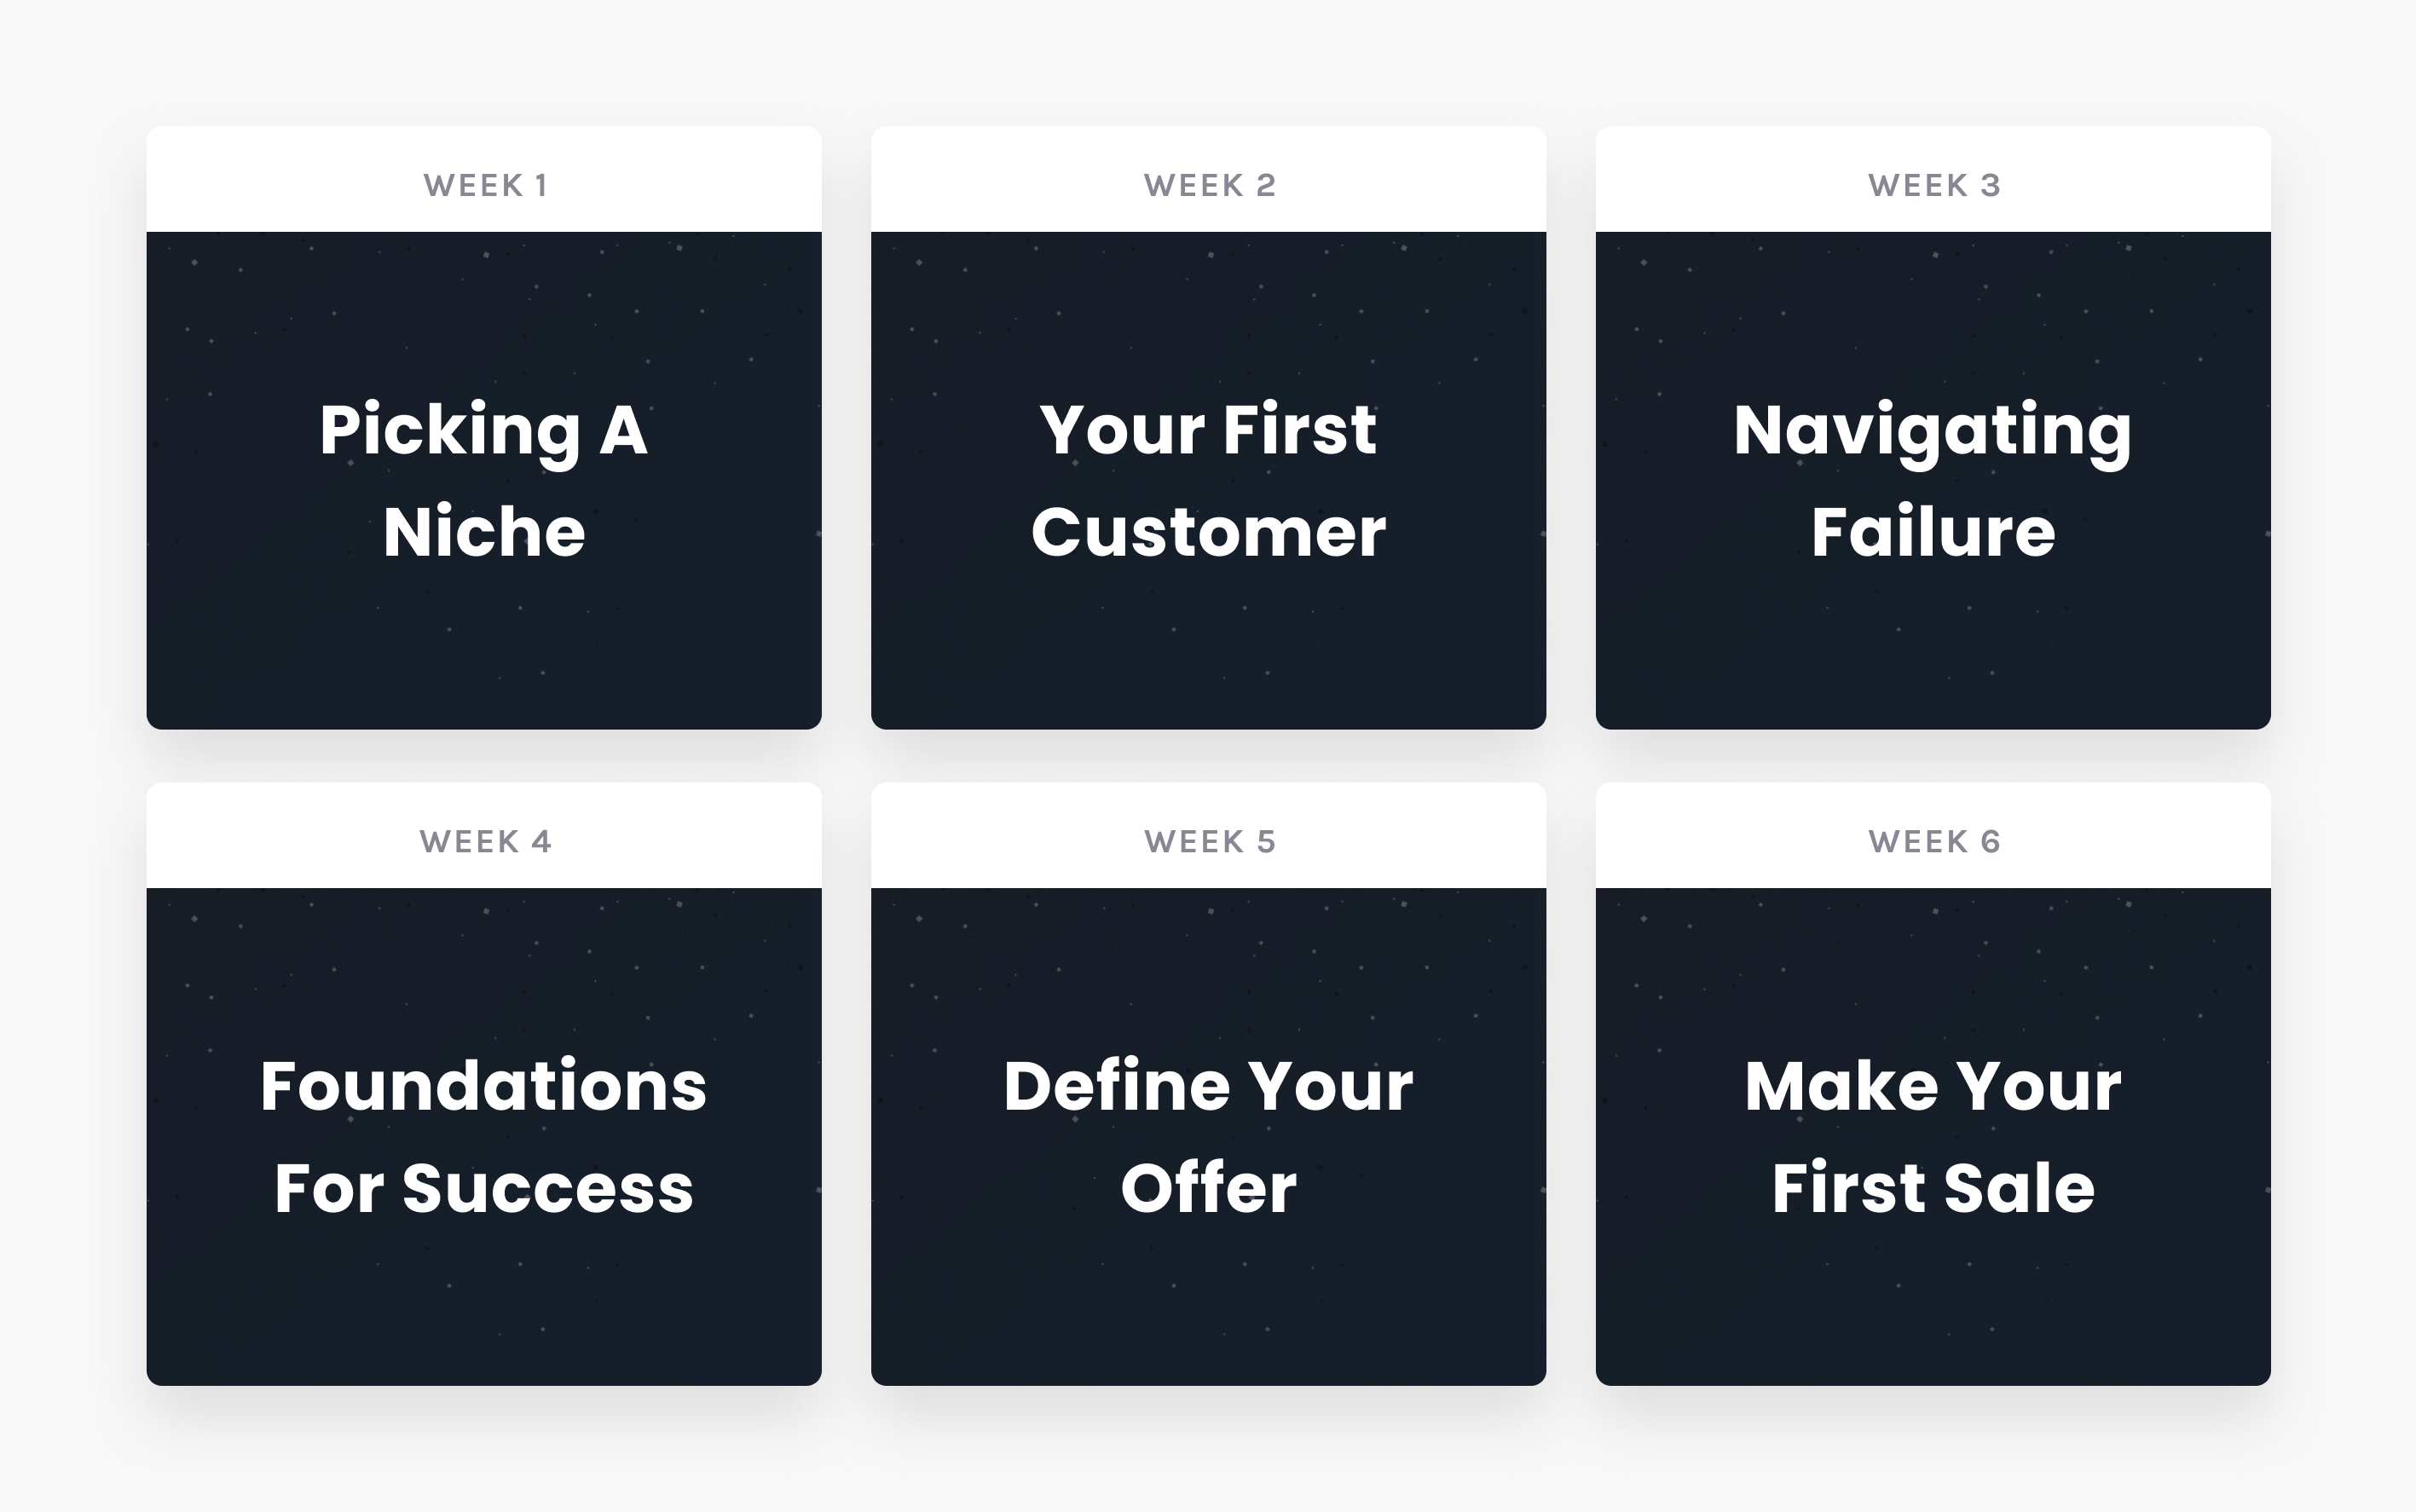 WEEK 1
Picking A
Niche
WEEK 2
Your First
Customer
WEEK 3
Navigating
Failure
WEEK 4
Foundations
For Success
WEEK 5
Define Your
Offer
WEEK 6
Make Your
First Sale